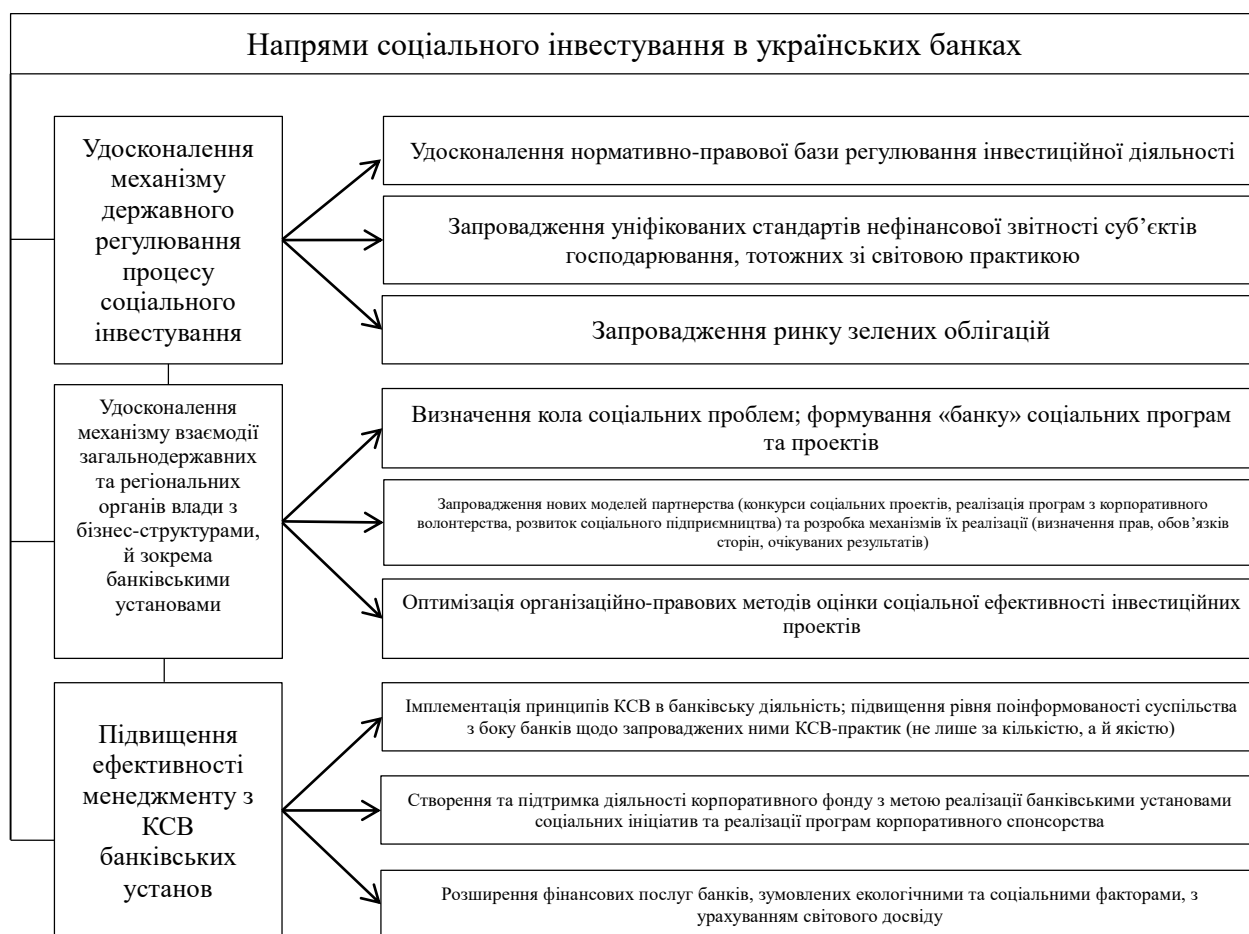 Напрями соціального інвестування в українських банках
Удосконалення
механізму
державного
регулювання
процесу
соціального
інвестування
Удосконалення нормативно-правової бази регулювання інвестиційної діяльності
Запровадження уніфікованих стандартів нефінансової звітності суб’єктів
господарювання, тотожних зі світовою практикою
Запровадження ринку зелених облігацій
Удосконалення
механізму взаємодії
загальнодержавних
та регіональних
органів влади з
бізнес-структурами,
й зокрема
банківськими
установами
Визначення кола соціальних проблем; формування «банку» соціальних програм
та проектів
Запровадження нових моделей партнерства (конкурси соціальних проектів, реалізація програм з корпоративного
волонтерства, розвиток соціального підприємництва) та розробка механізмів їх реалізації (визначення прав, обов’язків
сторін, очікуваних результатів)
Оптимізація організаційно-правових методів оцінки соціальної ефективності інвестиційних
проектів
Підвищення
ефективності
менеджменту з
КСВ
банківських
установ
Імплементація принципів КСВ в банківську діяльність; підвищення рівня поінформованості суспільства
з боку банків щодо запроваджених ними КСВ-практик (не лише за кількістю, а й якістю)
Створення та підтримка діяльності корпоративного фонду з метою реалізації банківськими установами
соціальних ініціатив та реалізації програм корпоративного спонсорства
Розширення фінансових послуг банків, зумовлених екологічними та соціальними факторами, з
урахуванням світового досвіду